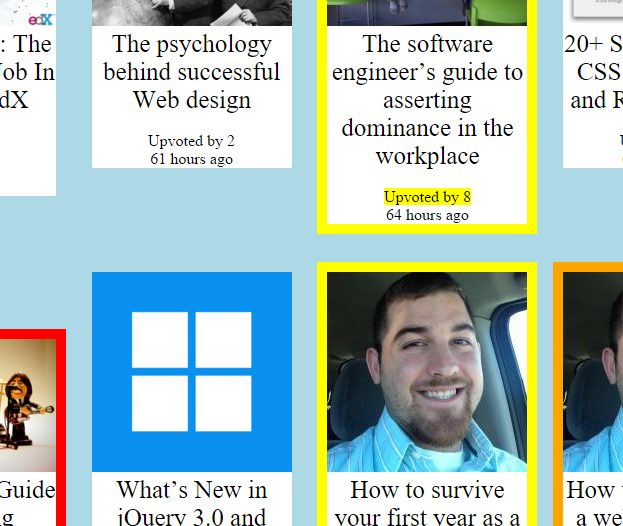 edX
: The
Job In
dX
The psychology
behind successful
Web design
Upvoted by 2
61 hours ago
The software
engineer’s guide to
asserting
dominance in the
workplace
Upvoted by 8
64 hours ago
20+ S
CSS
and R
Guide
What’s New in
jQuery 3.0 and
How to survive
your first year as a
How
a we